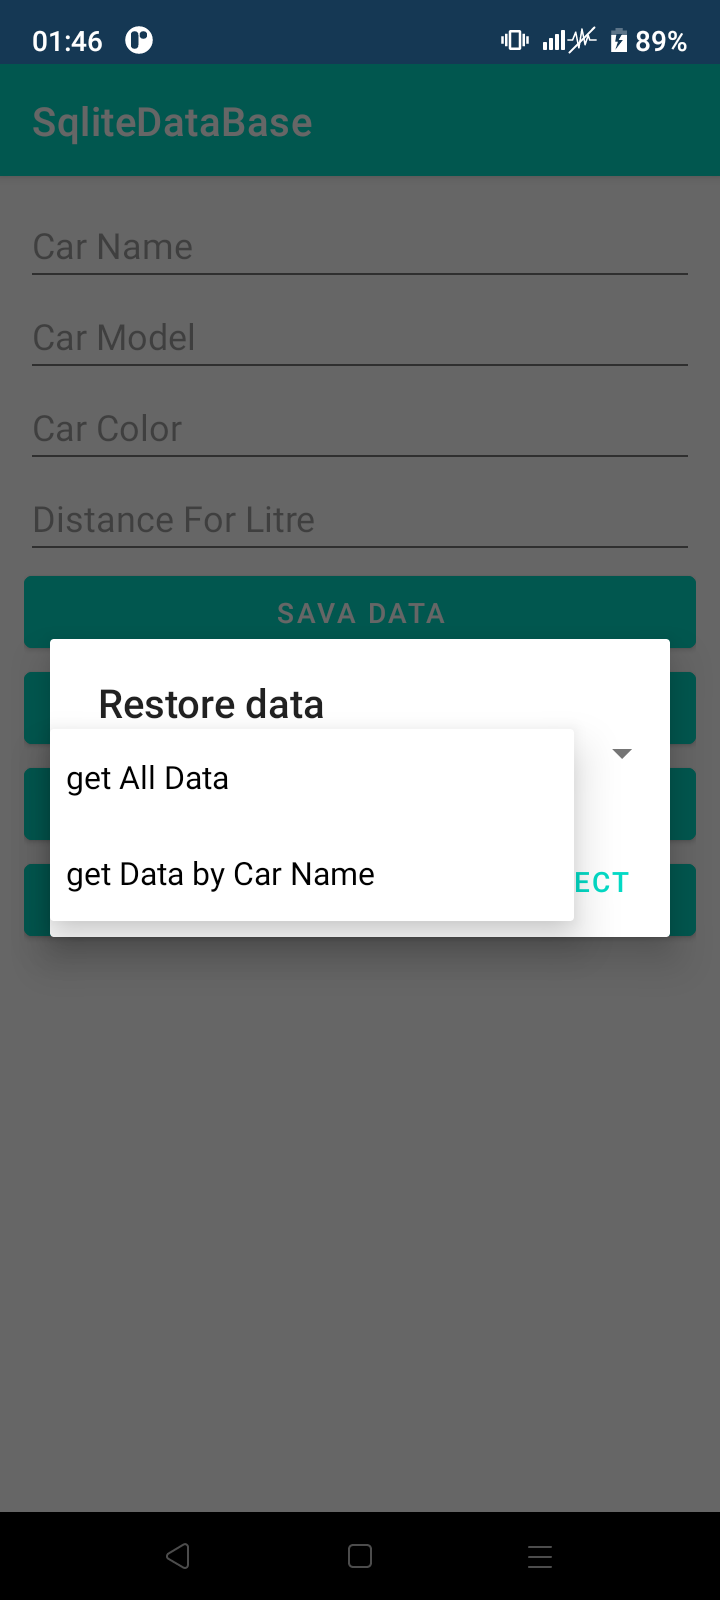 01:46 89%
SqliteDataBase
Car Name
Car Model
Car Color
Distance For Litre
SAVA DATA
Restore data
get All Data
get Data by Car Name
ECT